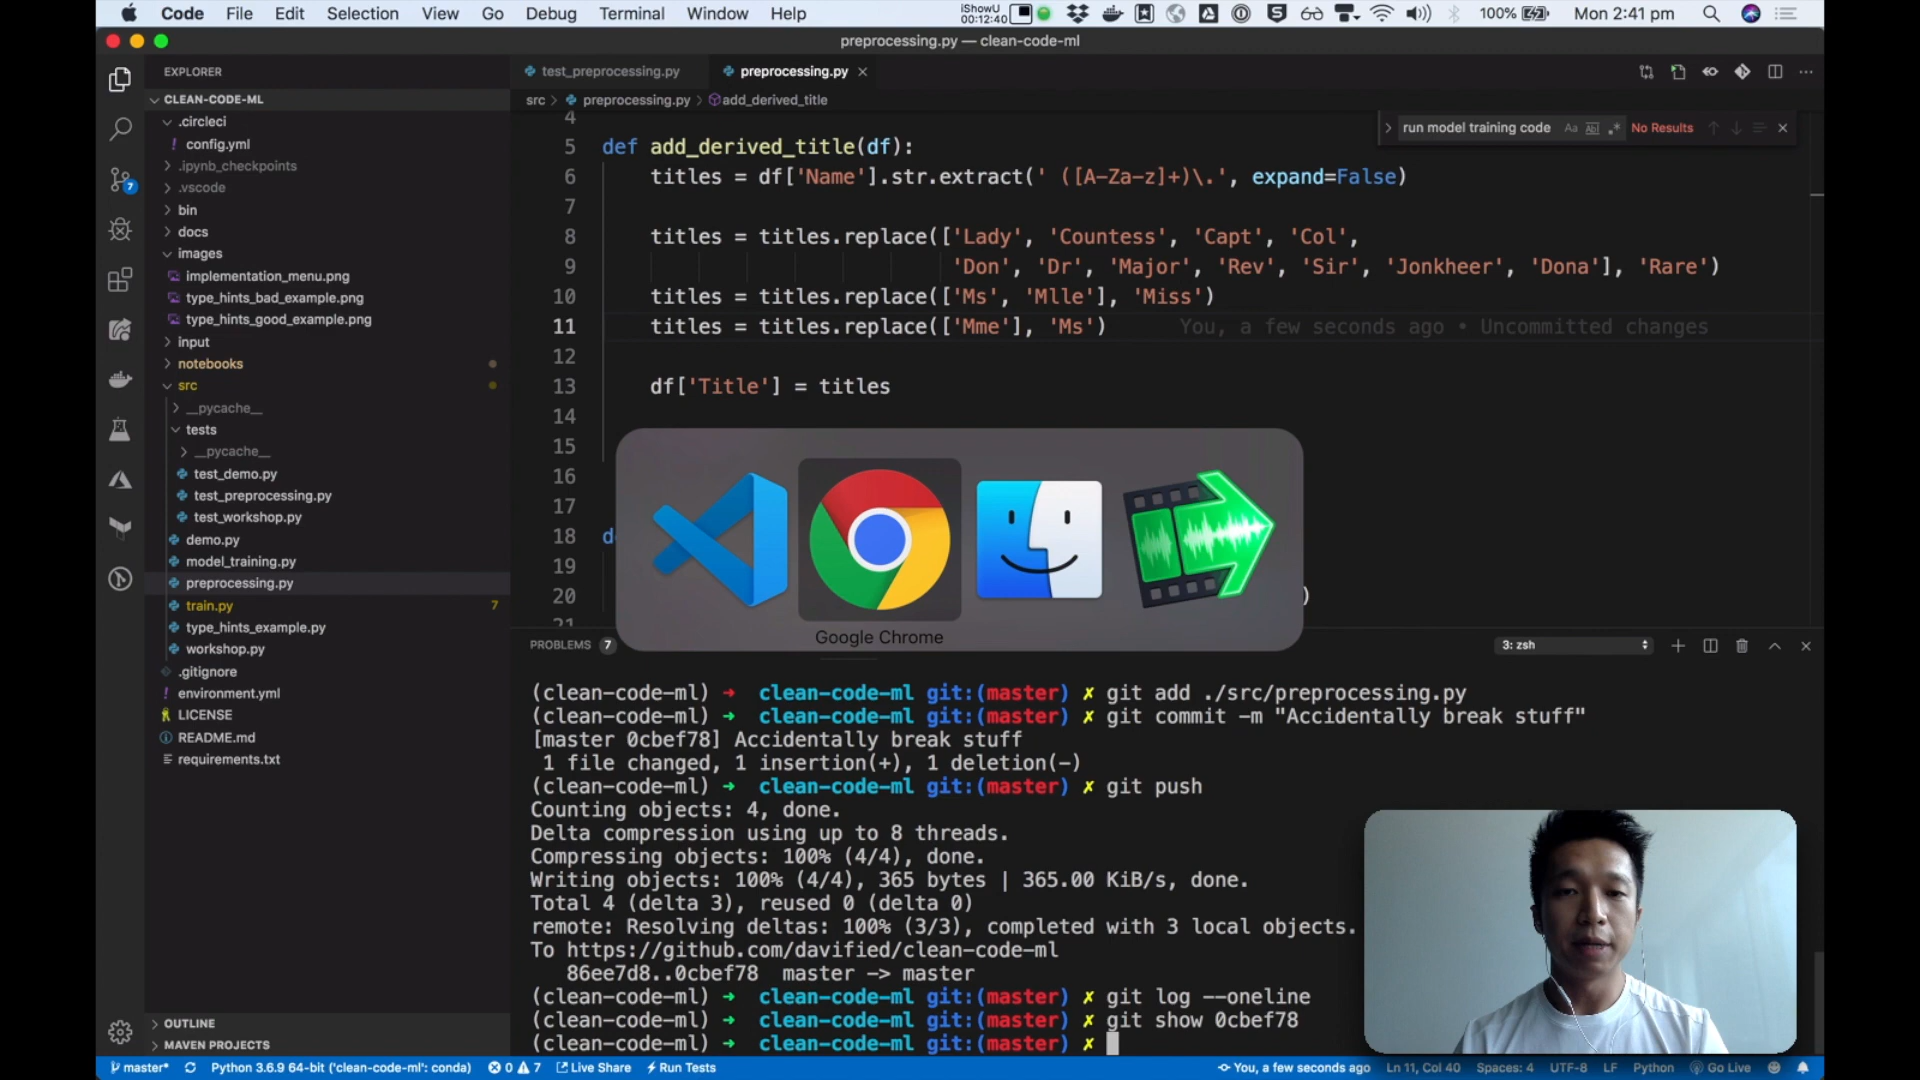 Code File Edit Selection View Go Debug Terminal Window Help iShowU 00:12:40 100% Mon 2:41 pm
preprocessing.py — clean-code-ml
EXPLORER
test_preprocessing.py
preprocessing.py
CLEAN-CODE-ML
src > preprocessing.py > add_derived_title
.circleci
config.yml
.ipynb_checkpoints
.vscode
bin
docs
images
implementation_menu.png
type_hints_bad_example.png
type_hints_good_example.png
input
notebooks
src
__pycache__
tests
__pycache__
test_demo.py
test_preprocessing.py
test_workshop.py
demo.py
model_training.py
preprocessing.py
train.py 7
type_hints_example.py
workshop.py
.gitignore
environment.yml
LICENSE
README.md
requirements.txt
OUTLINE
MAVEN PROJECTS
7
run model training code Aa Abl .* No Results
4
5 def add_derived_title(df):
6 titles = df['Name'].str.extract(' ([A-Za-z]+)\.', expand=False)
7
8 titles = titles.replace(['Lady', 'Countess', 'Capt', 'Col',
9 'Don', 'Dr', 'Major', 'Rev', 'Sir', 'Jonkheer', 'Dona'], 'Rare')
10 titles = titles.replace(['Ms', 'Mlle'], 'Miss')
11 titles = titles.replace(['Mme'], 'Ms') You, a few seconds ago • Uncommitted changes
12
13 df['Title'] = titles
14
15
16
17
18 d
19
20 )
21
Google Chrome
PROBLEMS 7
3: zsh
(clean-code-ml) → clean-code-ml git:(master) ✗ git add ./src/preprocessing.py
(clean-code-ml) → clean-code-ml git:(master) ✗ git commit -m "Accidentally break stuff"
[master 0cbef78] Accidentally break stuff
1 file changed, 1 insertion(+), 1 deletion(-)
(clean-code-ml) → clean-code-ml git:(master) ✗ git push
Counting objects: 4, done.
Delta compression using up to 8 threads.
Compressing objects: 100% (4/4), done.
Writing objects: 100% (4/4), 365 bytes | 365.00 KiB/s, done.
Total 4 (delta 3), reused 0 (delta 0)
remote: Resolving deltas: 100% (3/3), completed with 3 local objects.
To https://github.com/davified/clean-code-ml
86ee7d8..0cbef78 master -> master
(clean-code-ml) → clean-code-ml git:(master) ✗ git log --oneline
(clean-code-ml) → clean-code-ml git:(master) ✗ git show 0cbef78
(clean-code-ml) → clean-code-ml git:(master) ✗
master* Python 3.6.9 64-bit ('clean-code-ml': conda) 0 7 Live Share Run Tests You, a few seconds ago Ln 11, Col 40 Spaces: 4 UTF-8 LF Python Go Live